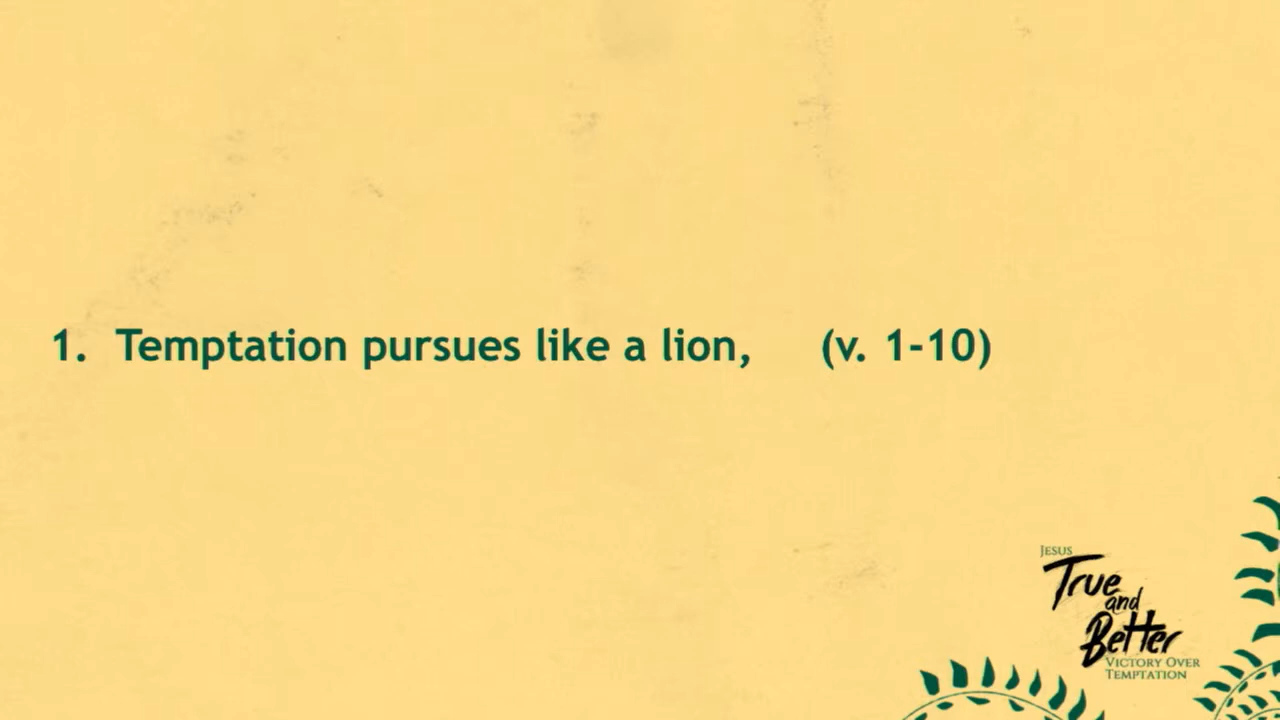 1. Temptation pursues like a lion, (v. 1-10)
Jesus
True
and
Better
Victory Over
Temptation